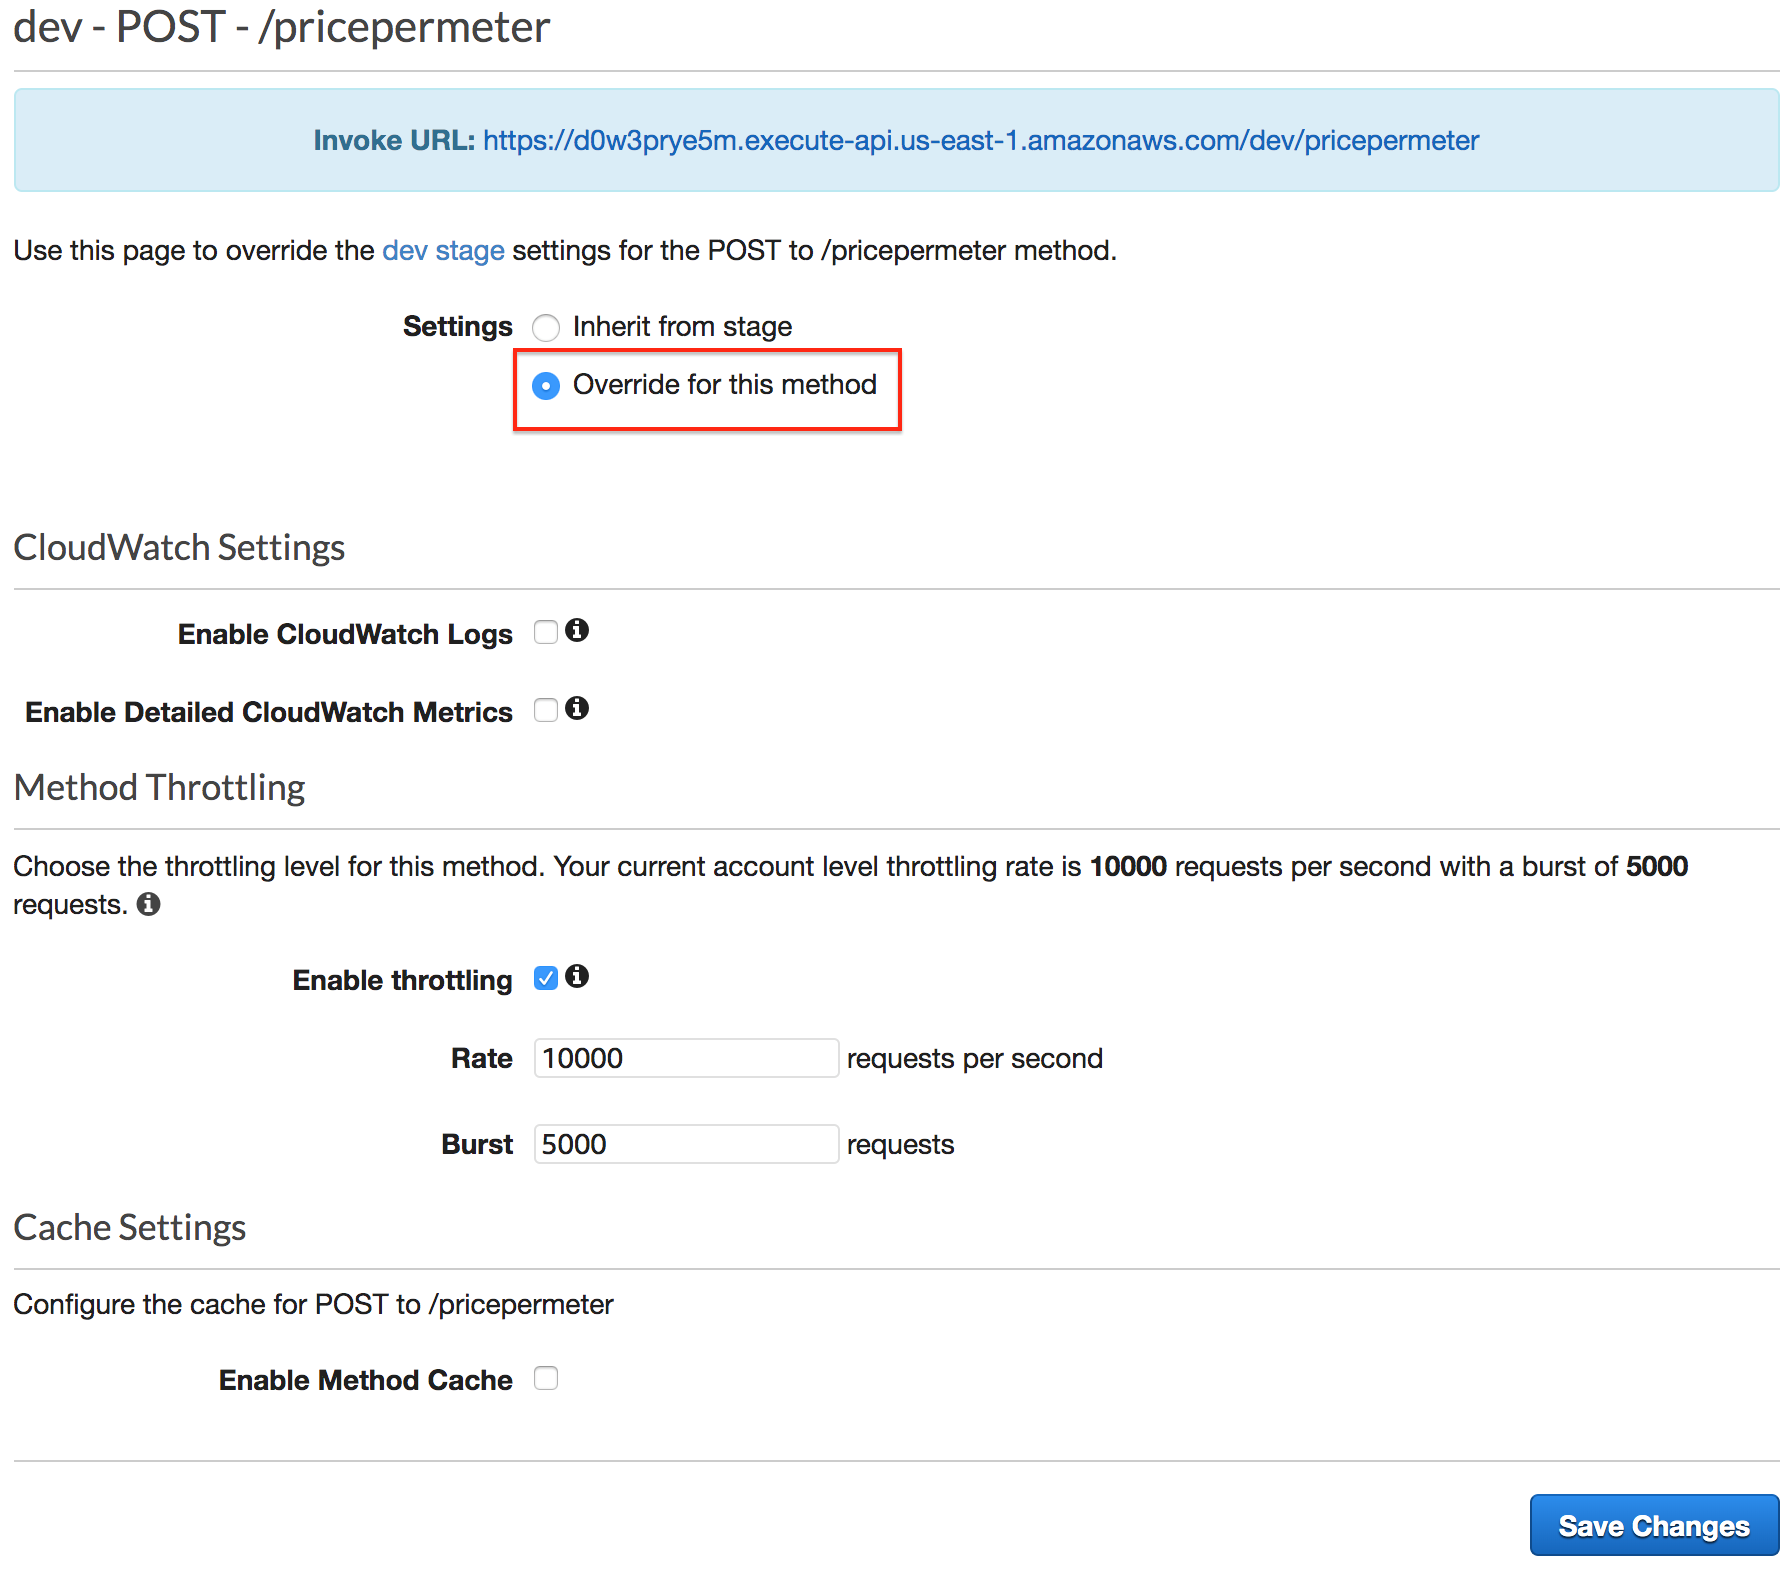 dev - POST - /pricepermeter
Invoke URL: https://d0w3prye5m.execute-api.us-east-1.amazonaws.com/dev/pricepermeter
Use this page to override the dev stage settings for the POST to /pricepermeter method.
Settings Inherit from stage
Override for this method
CloudWatch Settings
Enable CloudWatch Logs
Enable Detailed CloudWatch Metrics
Method Throttling
Choose the throttling level for this method. Your current account level throttling rate is 10000 requests per second with a burst of 5000
requests.
Enable throttling
Rate 10000 requests per second
Burst 5000 requests
Cache Settings
Configure the cache for POST to /pricepermeter
Enable Method Cache
Save Changes